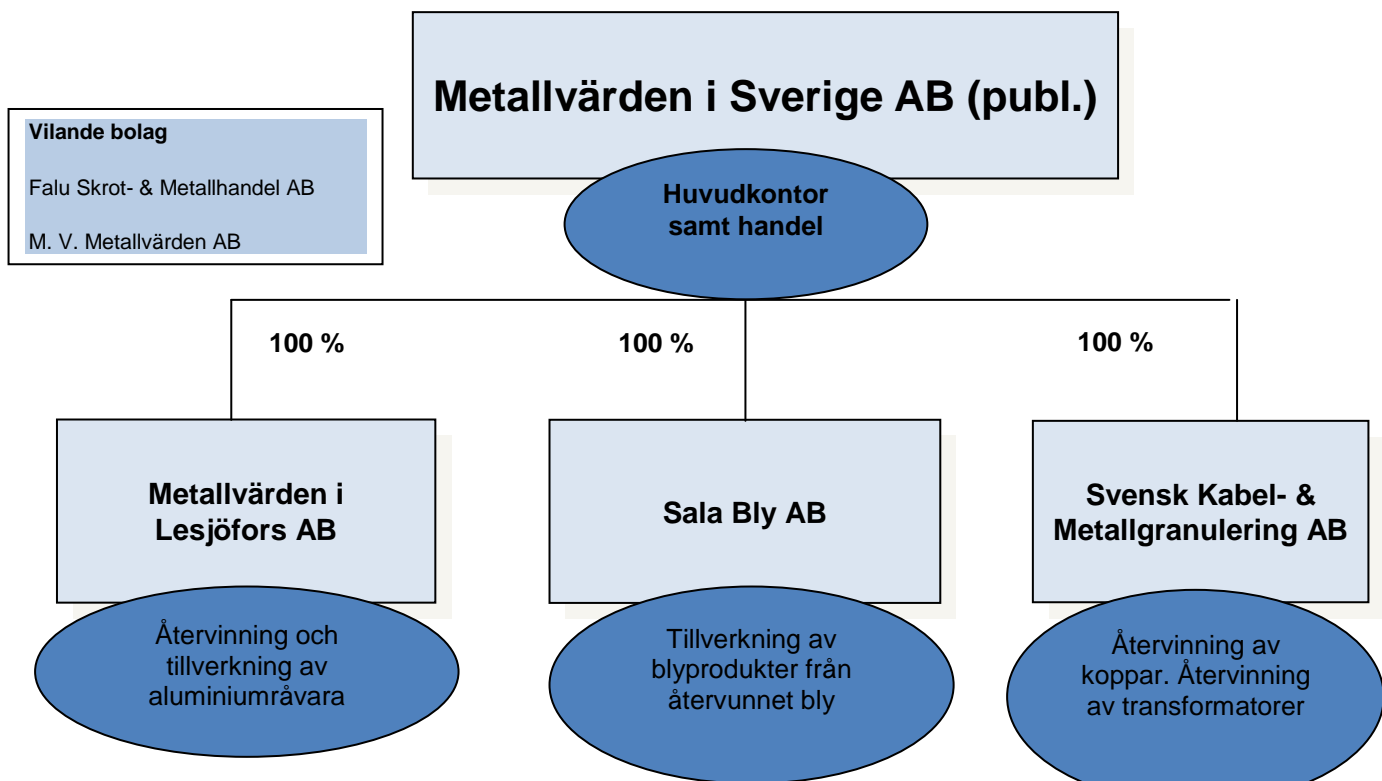 Metallvärden i Sverige AB (publ.)
Vilande bolag
Falu Skrot- & Metallhandel AB
M. V. Metallvärden AB
Huvudkontor
samt handel
100 %
100 %
100 %
Metallvärden i
Lesjöfors AB
Sala Bly AB
Svensk Kabel- &
Metallgranulering AB
Återvinning och
tillverkning av
aluminiumråvara
Tillverkning av
blyprodukter från
återvunnet bly
Återvinning av
koppar. Återvinning
av transformatorer